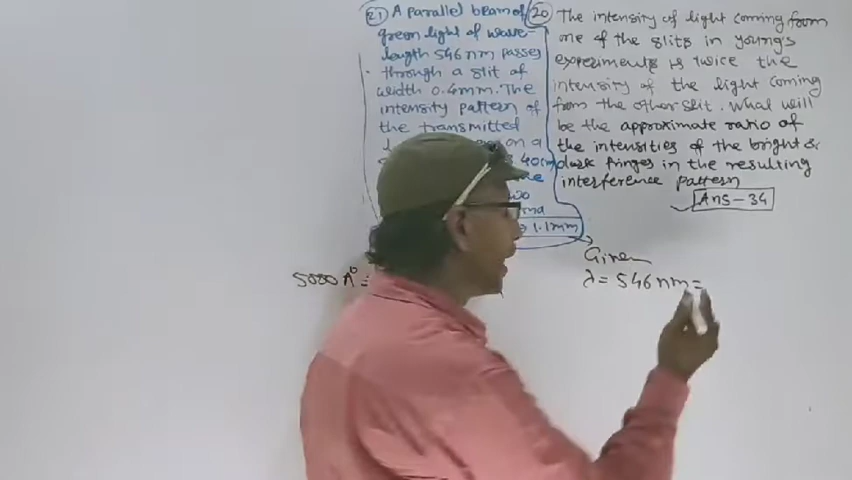 21) A parallel beam of
green light of wave-
length 546 nm passes
through a slit of
width 0.4mm. The
intensity pattern of
the transmitted
on a
40cm
1.1mm
20 The intensity of light coming from
one of the slits in young's
experiments is twice the
intensity of the light coming
from the other slit. What will
be the approximate ratio of
the intensities of the bright &
dark fringes in the resulting
interference pattern
Ans - 34
Given
λ = 546 nm =
5000 A° =